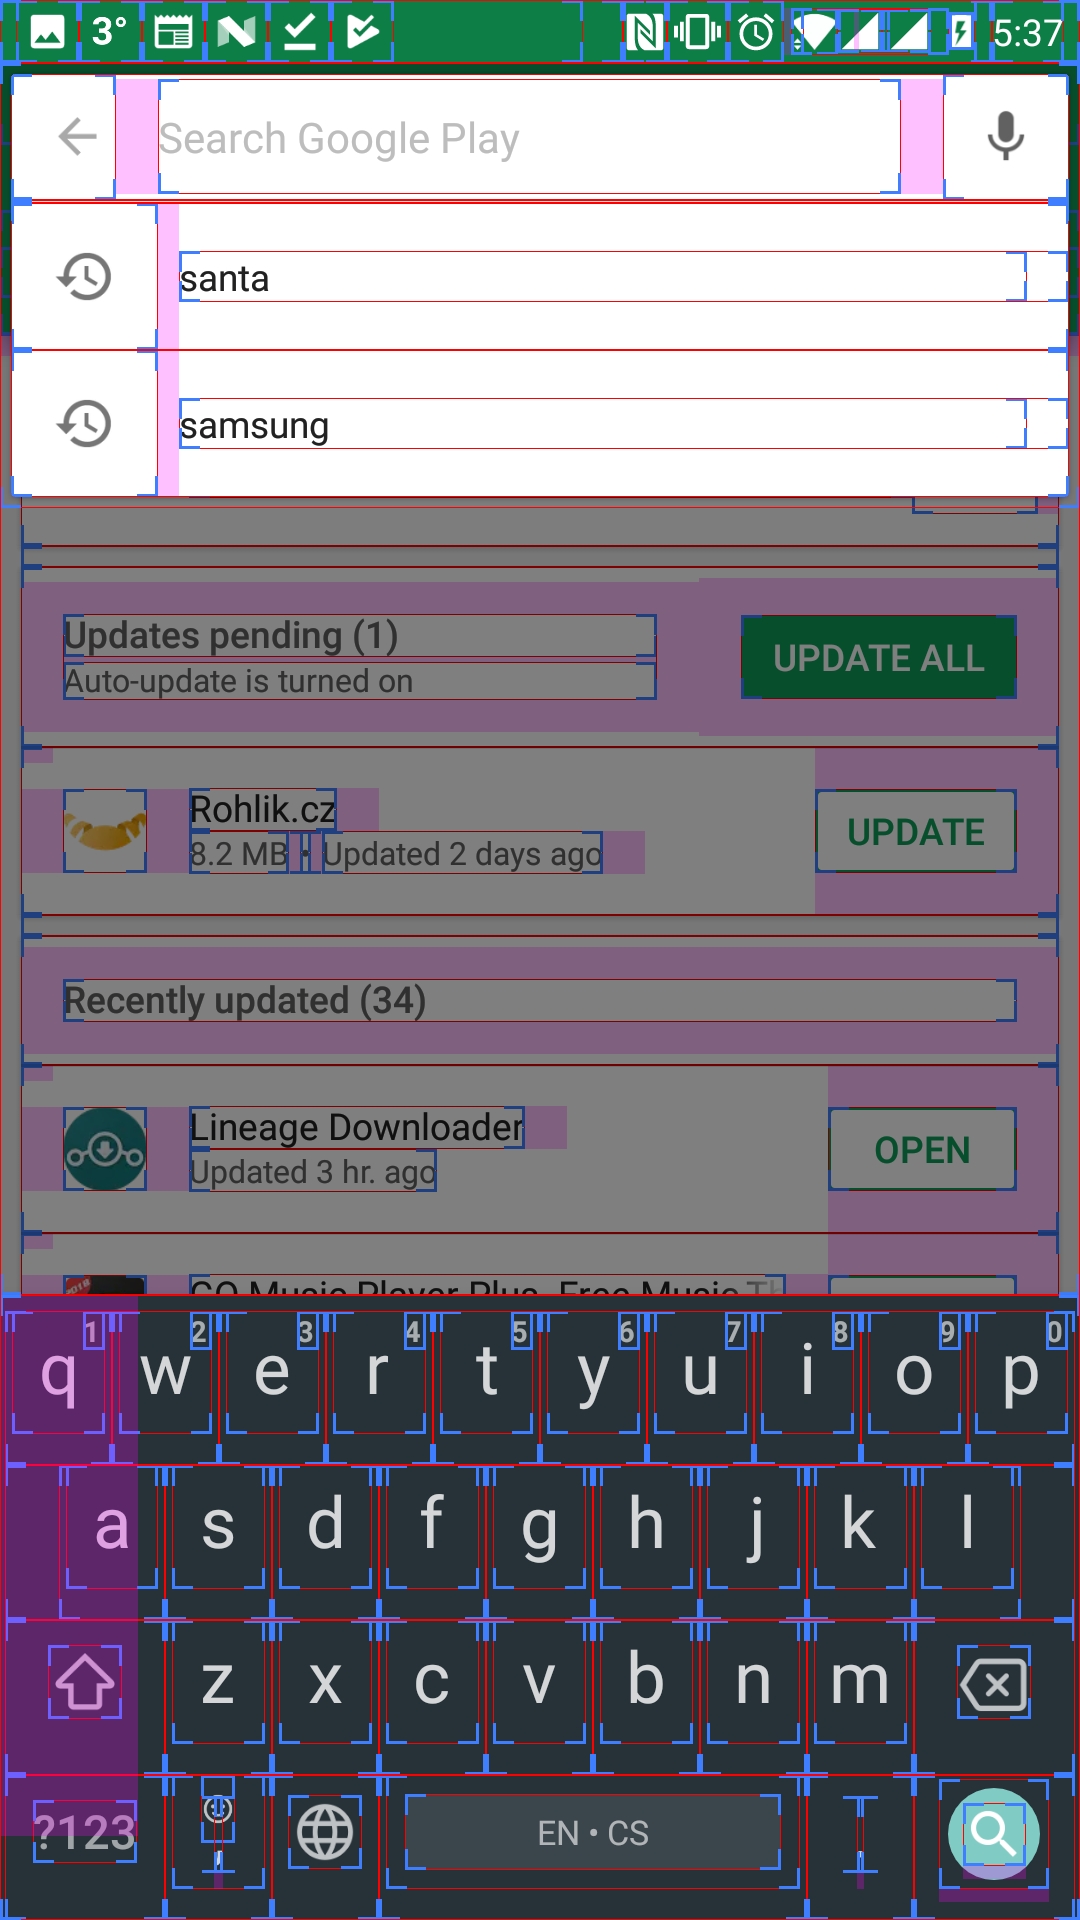 3° 5:37
Search Google Play
santa
samsung
Updates pending (1)
Auto-update is turned on
UPDATE ALL
Rohlik.cz
8.2 MB · Updated 2 days ago
UPDATE
Recently updated (34)
Lineage Downloader
Updated 3 hr. ago
OPEN
GO Music Player Plus Free Music Th
1 2 3 4 5 6 7 8 9 0
q w e r t y u i o p
a s d f g h j k l
z x c v b n m
?123 EN • CS